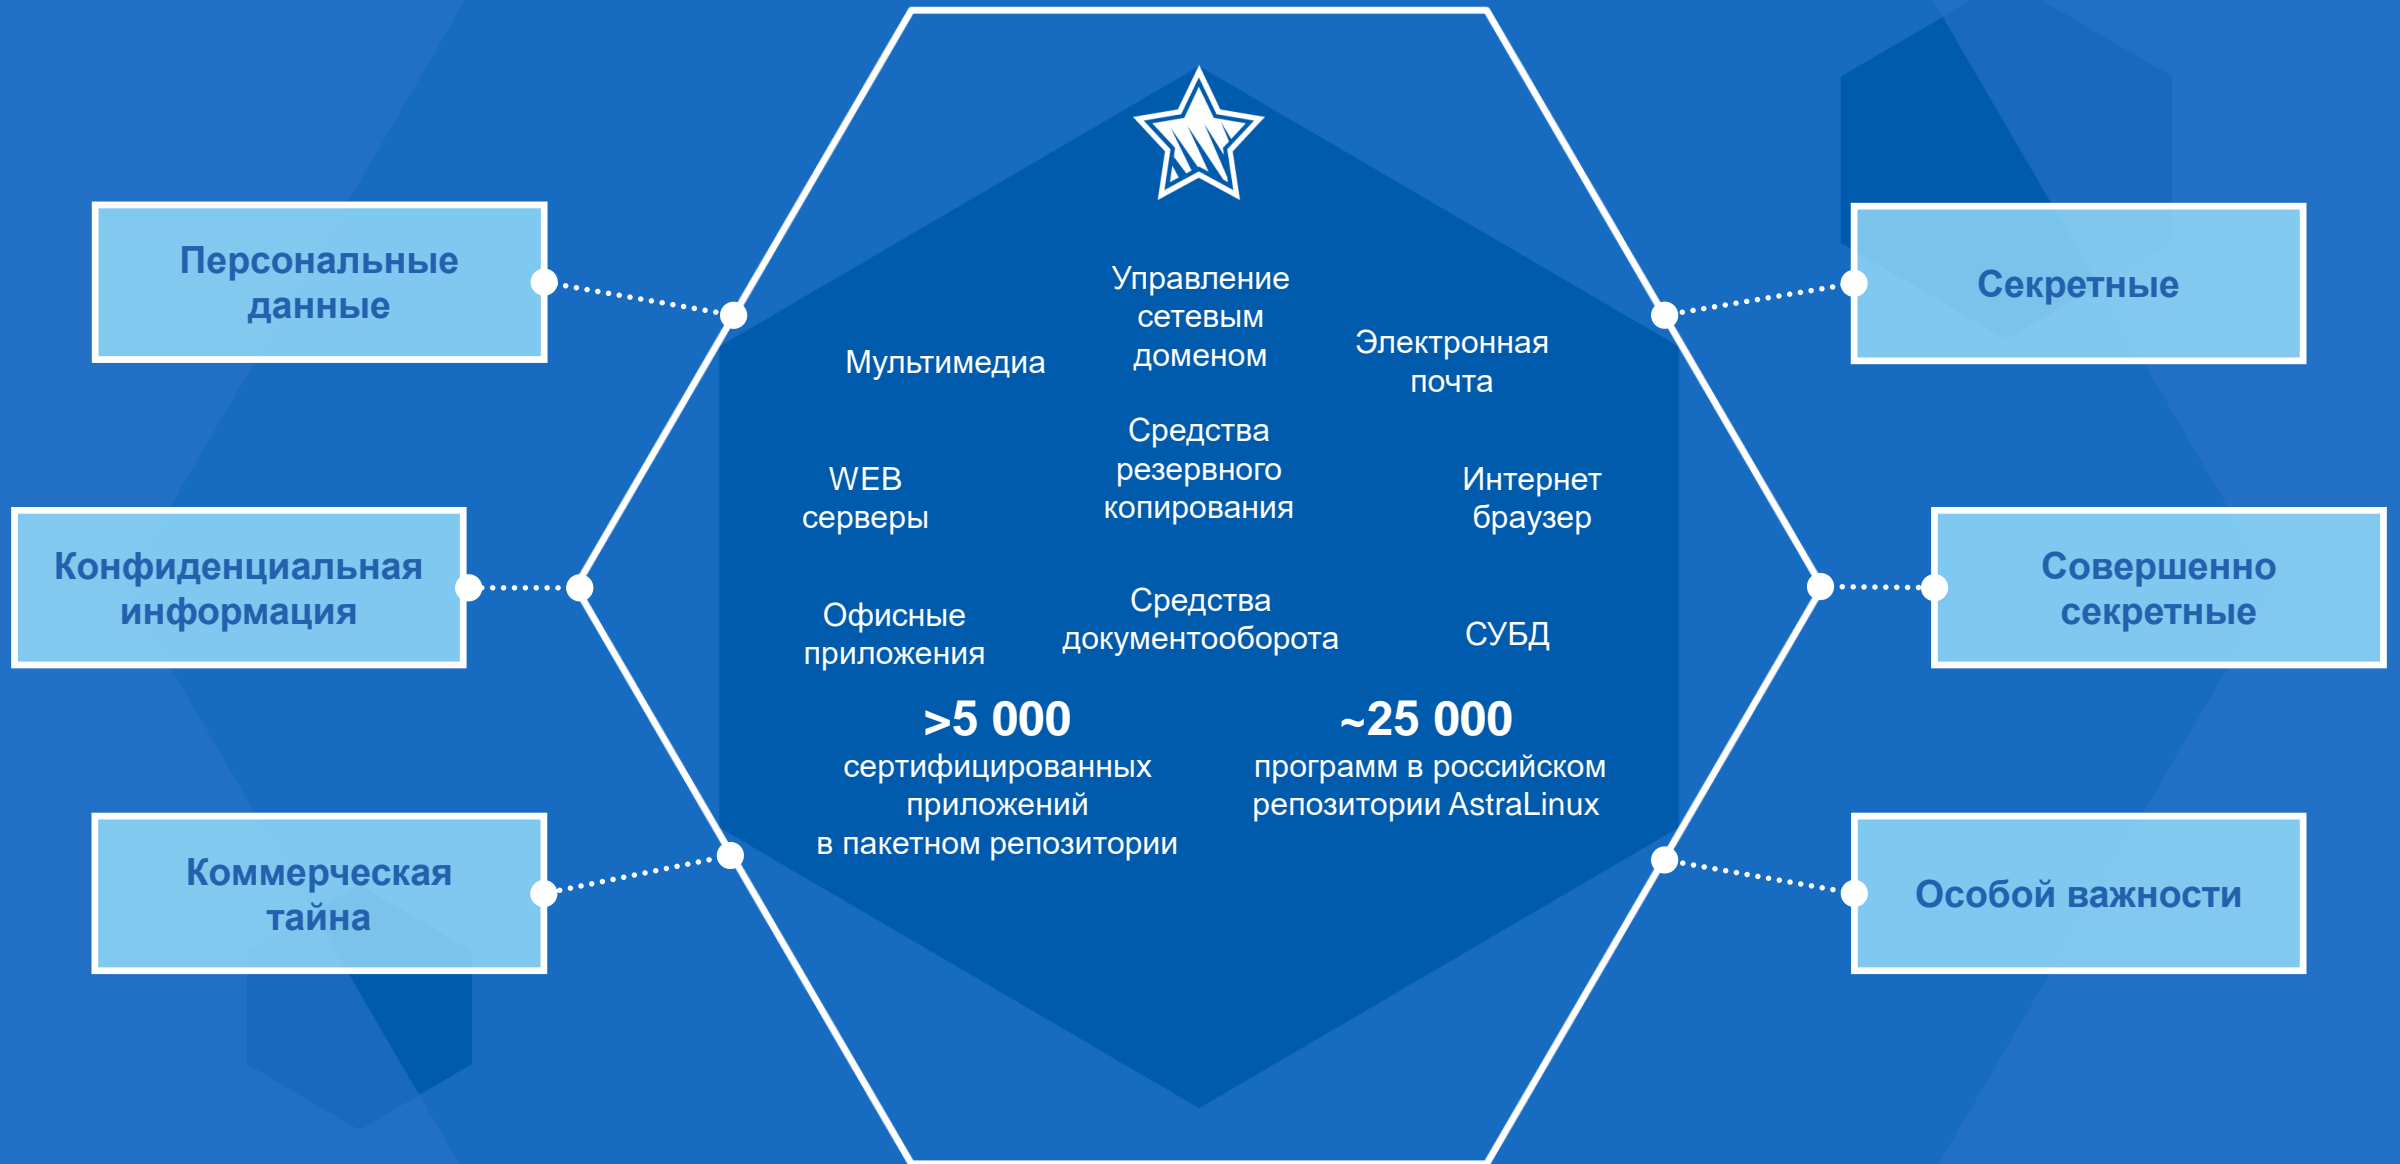 Персональные
данные
Конфиденциальная
информация
Коммерческая
тайна
Управление
сетевым
доменом
Мультимедиа
Электронная
почта
Средства
резервного
копирования
WEB
серверы
Интернет
браузер
Офисные
приложения
Средства
документооборота
СУБД
>5 000
сертифицированных
приложений
в пакетном репозитории
~25 000
программ в российском
репозитории AstraLinux
Секретные
Совершенно
секретные
Особой важности